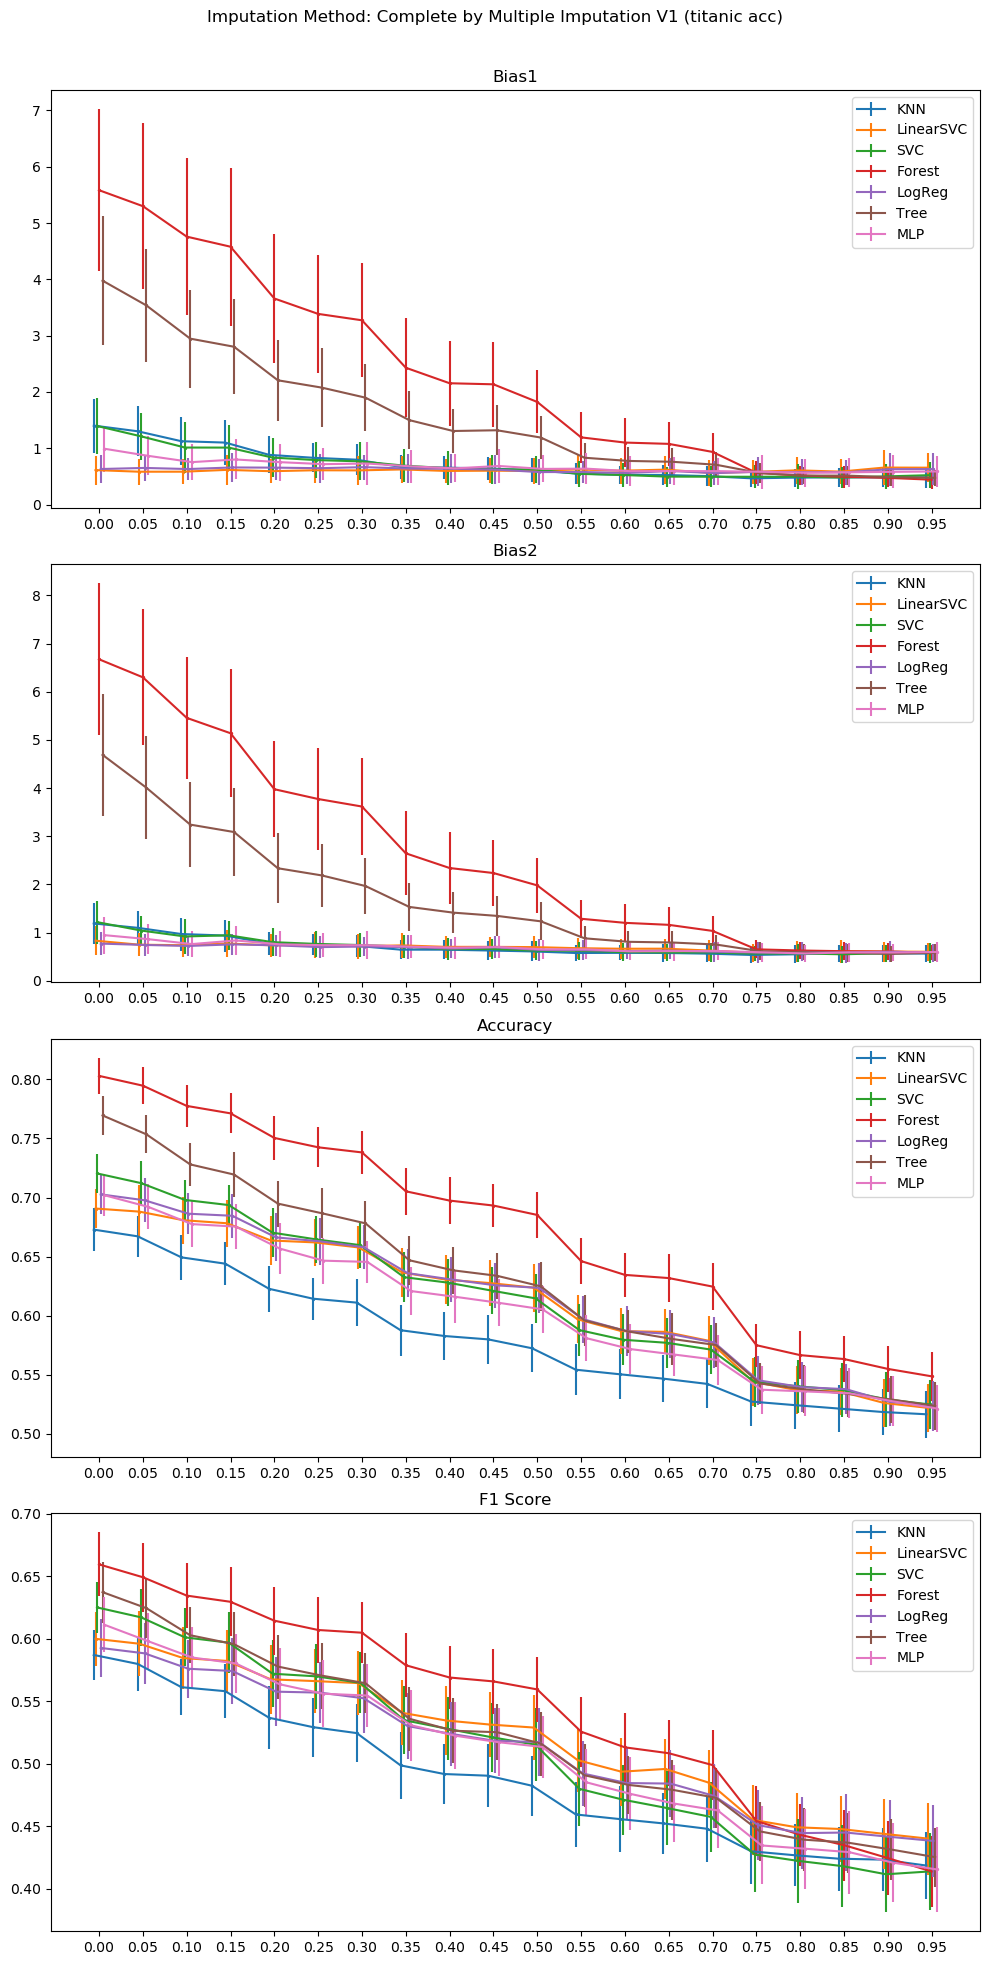 Imputation Method: Complete by Multiple Imputation V1 (titanic acc)
Bias1
7
6
5
4
3
2
1
0
KNN
LinearSVC
SVC
Forest
LogReg
Tree
MLP
0.00 0.05 0.10 0.15 0.20 0.25 0.30 0.35 0.40 0.45 0.50 0.55 0.60 0.65 0.70 0.75 0.80 0.85 0.90 0.95
Bias2
8
7
6
5
4
3
2
1
0
KNN
LinearSVC
SVC
Forest
LogReg
Tree
MLP
0.00 0.05 0.10 0.15 0.20 0.25 0.30 0.35 0.40 0.45 0.50 0.55 0.60 0.65 0.70 0.75 0.80 0.85 0.90 0.95
Accuracy
0.80
0.75
0.70
0.65
0.60
0.55
0.50
KNN
LinearSVC
SVC
Forest
LogReg
Tree
MLP
0.00 0.05 0.10 0.15 0.20 0.25 0.30 0.35 0.40 0.45 0.50 0.55 0.60 0.65 0.70 0.75 0.80 0.85 0.90 0.95
F1 Score
0.70
0.65
0.60
0.55
0.50
0.45
0.40
KNN
LinearSVC
SVC
Forest
LogReg
Tree
MLP
0.00 0.05 0.10 0.15 0.20 0.25 0.30 0.35 0.40 0.45 0.50 0.55 0.60 0.65 0.70 0.75 0.80 0.85 0.90 0.95